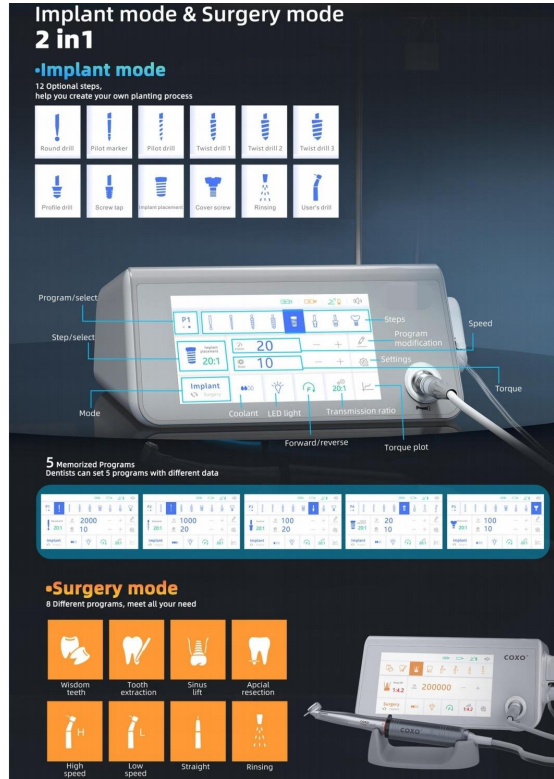 Implant mode & Surgery mode
2 in1
•Implant mode
12 Optional steps,
help you create your own planting process
Round drill
Pilot marker
Pilot drill
Twist drill 1
Twist drill 2
Twist drill 3
Profile drill
Screw tap
Implant placement
Cover screw
Rinsing
User's drill
Program/select
P1
Steps
Speed
Step/select
Implant placement
20:1
20
10
Program
modification
Settings
Torque
Mode
Implant
Surgery
F
20:1
Coolant
LED light
Transmission ratio
Forward/reverse
Torque plot
5 Memorized Programs
Dentists can set 5 programs with different data
2000
10
Implant
1000
20
Implant
100
20
Implant
20
10
Implant
100
10
Implant
•Surgery mode
8 Different programs, meet all your need
Wisdom
teeth
Tooth
extraction
Sinus
lift
Apcial
resection
H
High
speed
L
Low
speed
Straight
Rinsing
COXO
1:4.2
200000
Surgery
1:4.2
COXO